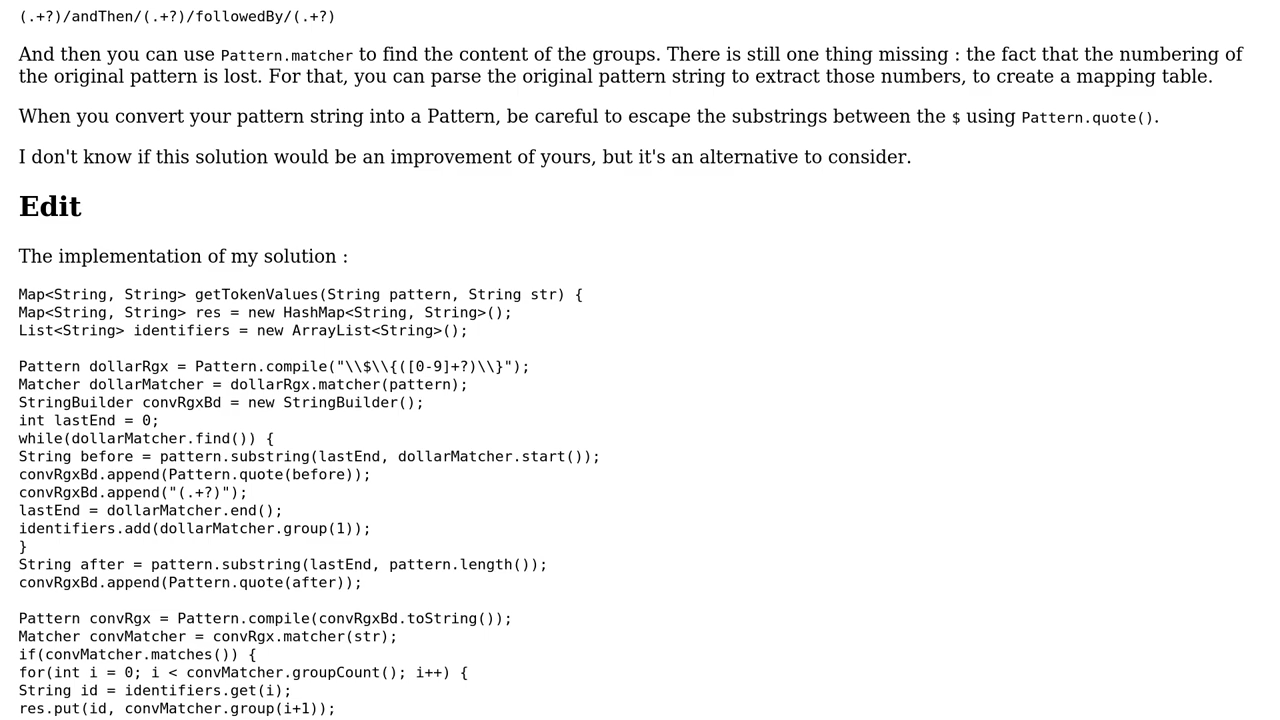 (.+?)/andThen/(.+?)/followedBy/(.+?)
And then you can use Pattern.matcher to find the content of the groups. There is still one thing missing : the fact that the numbering of
the original pattern is lost. For that, you can parse the original pattern string to extract those numbers, to create a mapping table.
When you convert your pattern string into a Pattern, be careful to escape the substrings between the $ using Pattern.quote().
I don't know if this solution would be an improvement of yours, but it's an alternative to consider.
Edit
The implementation of my solution :
Map<String, String> getTokenValues(String pattern, String str) {
Map<String, String> res = new HashMap<String, String>();
List<String> identifiers = new ArrayList<String>();
Pattern dollarRgx = Pattern.compile("\\$\\{([0-9]+?)\\}");
Matcher dollarMatcher = dollarRgx.matcher(pattern);
StringBuilder convRgxBd = new StringBuilder();
int lastEnd = 0;
while(dollarMatcher.find()) {
String before = pattern.substring(lastEnd, dollarMatcher.start());
convRgxBd.append(Pattern.quote(before));
convRgxBd.append("(.+?)");
lastEnd = dollarMatcher.end();
identifiers.add(dollarMatcher.group(1));
}
String after = pattern.substring(lastEnd, pattern.length());
convRgxBd.append(Pattern.quote(after));
Pattern convRgx = Pattern.compile(convRgxBd.toString());
Matcher convMatcher = convRgx.matcher(str);
if(convMatcher.matches()) {
for(int i = 0; i < convMatcher.groupCount(); i++) {
String id = identifiers.get(i);
res.put(id, convMatcher.group(i+1));